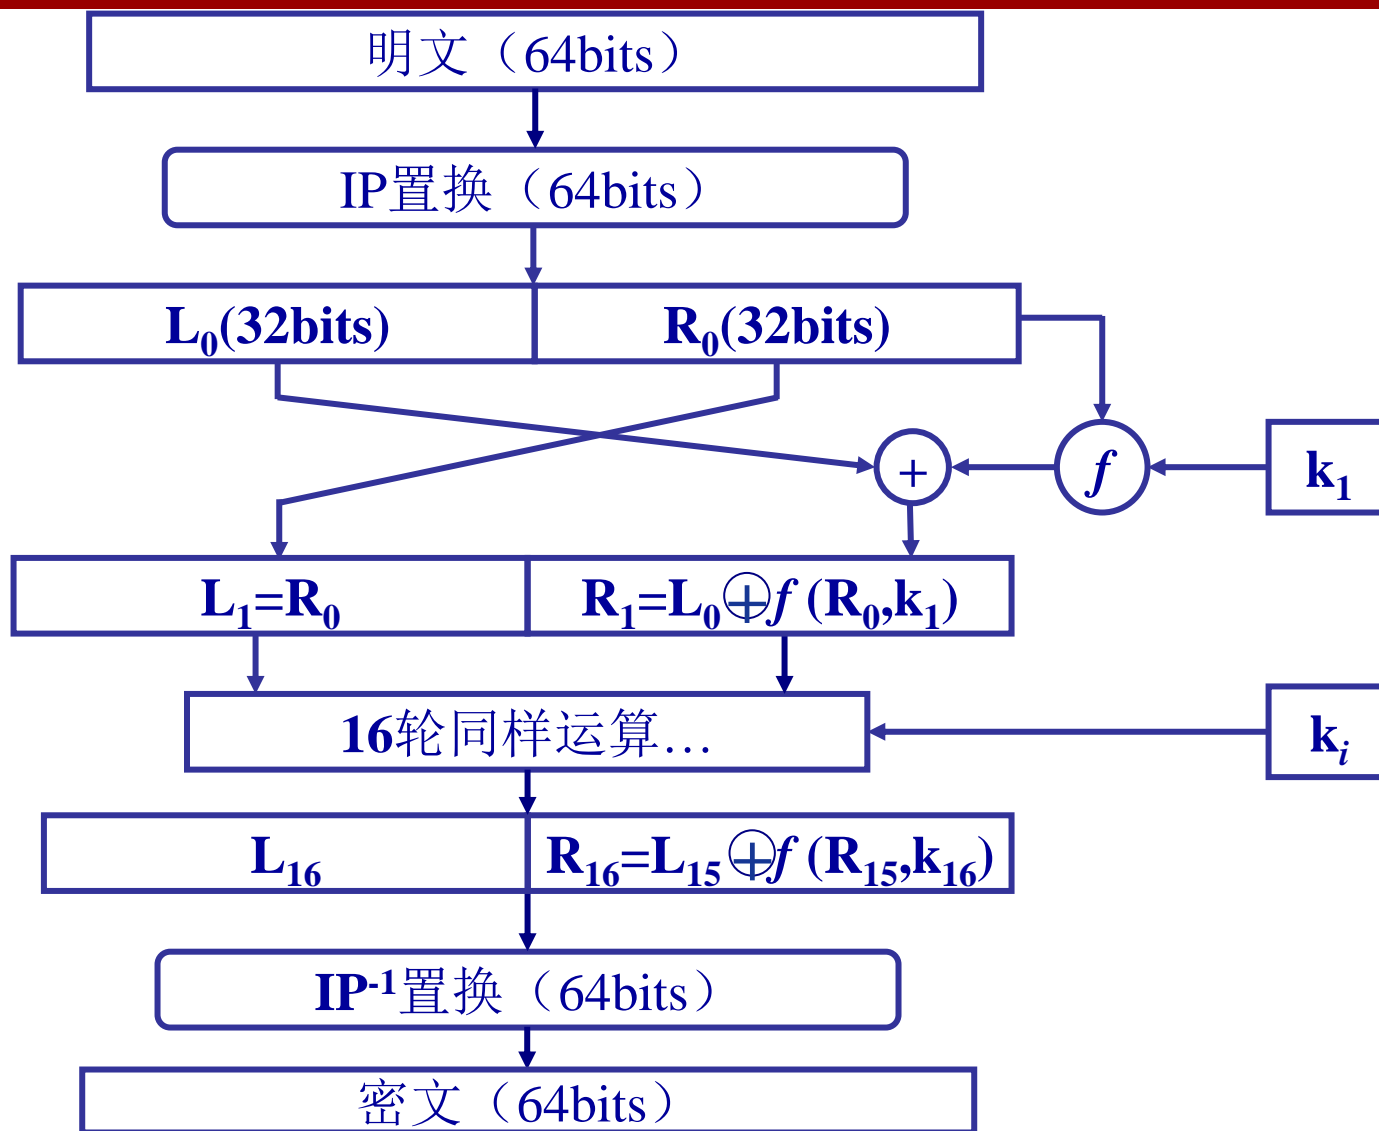 明文（64bits）
IP置换（64bits）
L₀(32bits) R₀(32bits)
+ f k₁
L₁=R₀ R₁=L₀⊕f (R₀,k₁)
16轮同样运算… kᵢ
L₁₆ R₁₆=L₁₅⊕f (R₁₅,k₁₆)
IP⁻¹置换（64bits）
密文（64bits）